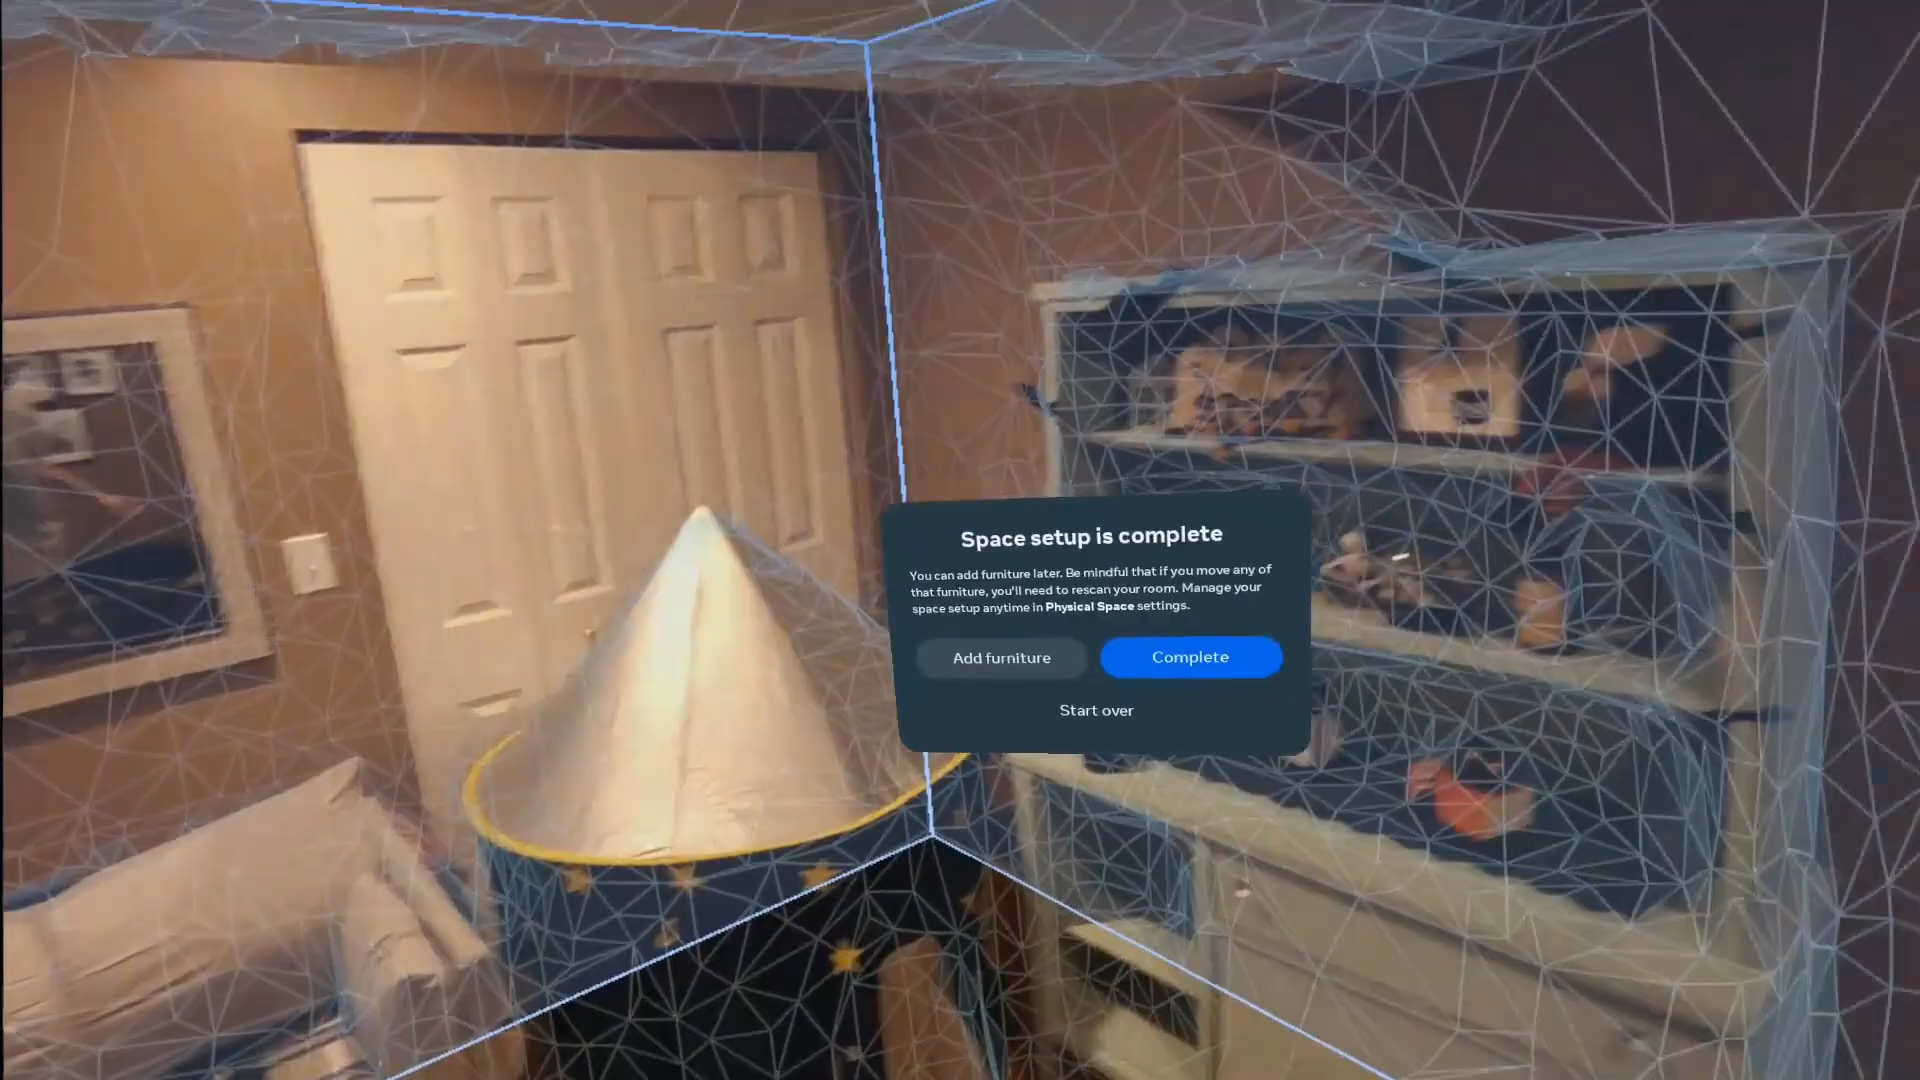 Space setup is complete
You can add furniture later. Be mindful that if you move any of
that furniture, you'll need to rescan your room. Manage your
space setup anytime in Physical Space settings.
Add furniture
Complete
Start over